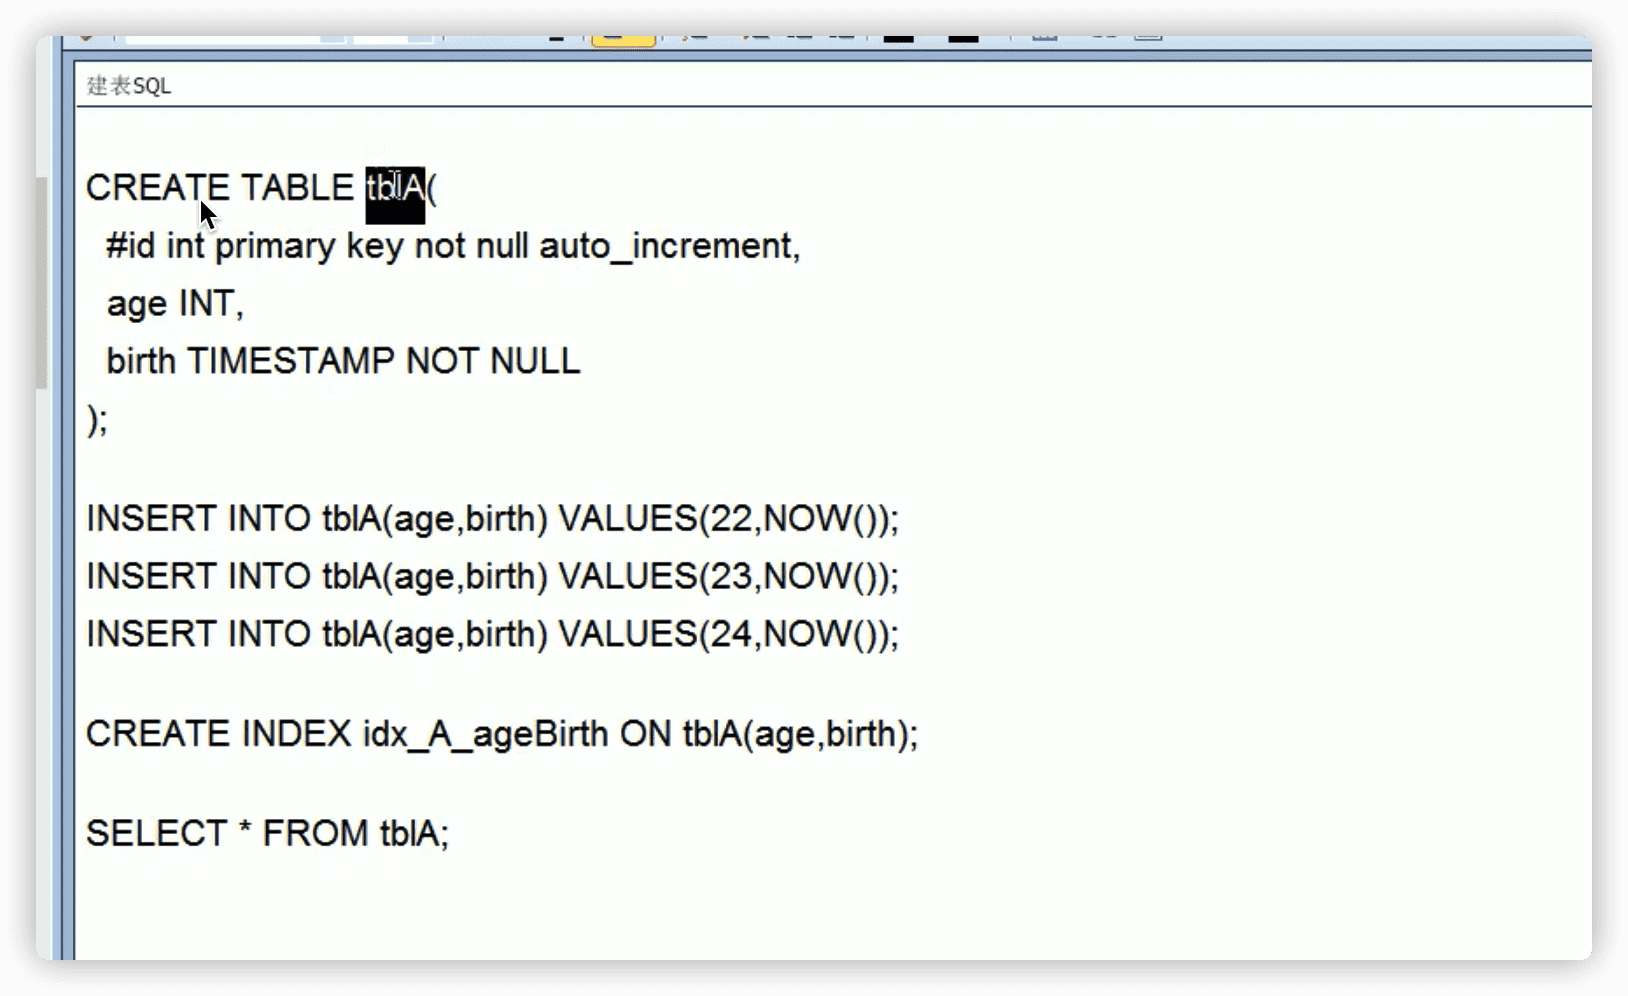 建表SQL
CREATE TABLE tblA(
#id int primary key not null auto_increment,
age INT,
birth TIMESTAMP NOT NULL
);
INSERT INTO tblA(age,birth) VALUES(22,NOW());
INSERT INTO tblA(age,birth) VALUES(23,NOW());
INSERT INTO tblA(age,birth) VALUES(24,NOW());
CREATE INDEX idx_A_ageBirth ON tblA(age,birth);
SELECT * FROM tblA;